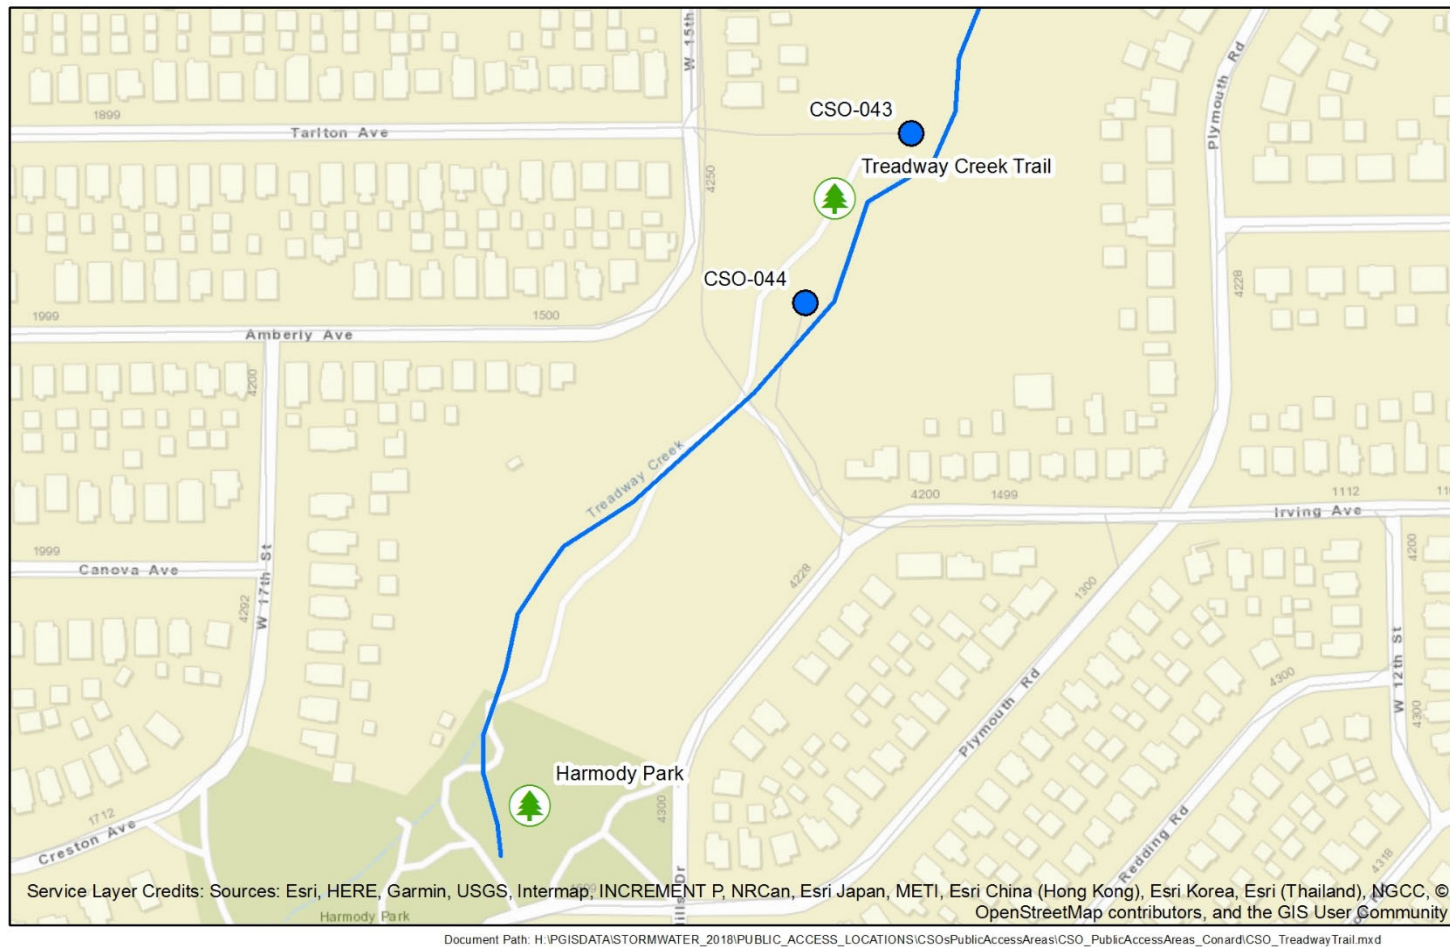 W 15th
Plymouth Rd
CSO-043
1899
Tarlton Ave
Treadway Creek Trail
4250
CSO-044
4228
1999
1500
Amberly Ave
4200
Treadway Creek
4200
1499
1112
Irving Ave
1999
Canova Ave
W 17th St
4292
4228
1300
4200
W 12th St
4300
4300
Plymouth Rd
Harmody Park
4300
1712
Creston Ave
Redding Rd
4318
Service Layer Credits: Sources: Esri, HERE, Garmin, USGS, Intermap, INCREMENT P, NRCan, Esri Japan, METI, Esri China (Hong Kong), Esri Korea, Esri (Thailand), NGCC, ©
OpenStreetMap contributors, and the GIS User Community
Harmody Park
ills Dr
Document Path: H:\PGISDATA\STORMWATER_2018\PUBLIC_ACCESS_LOCATIONS\CSOsPublicAccessAreas\CSO_PublicAccessAreas_Conard\CSO_TreadwayTrail.mxd